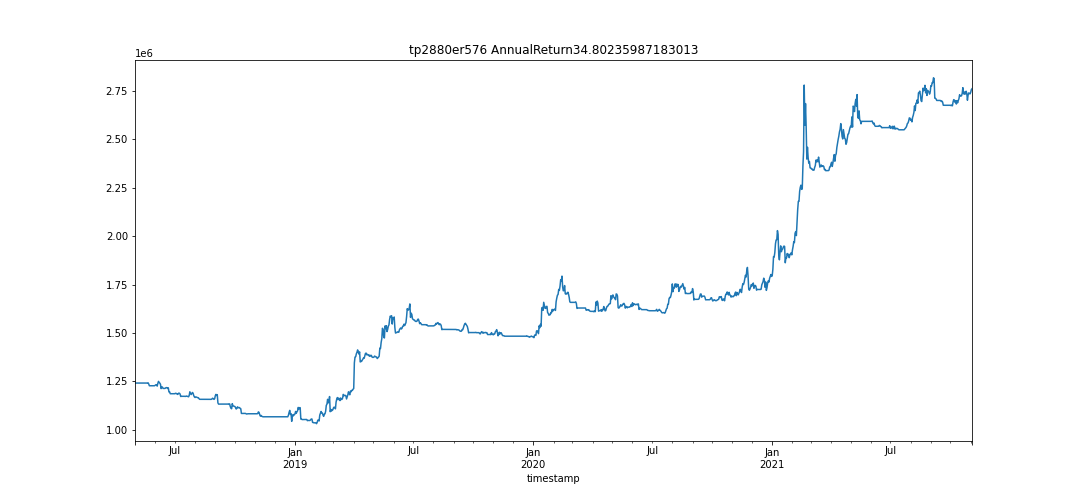 tp2880er576 AnnualReturn34.80235987183013
1e6
2.75
2.50
2.25
2.00
1.75
1.50
1.25
1.00
Jul Jan Jul Jan Jul Jan Jul
2019 2020 2021
timestamp